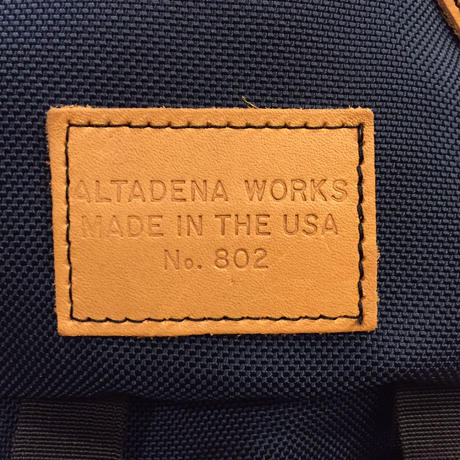 ALTADENA WORKS
MADE IN THE USA
No. 802